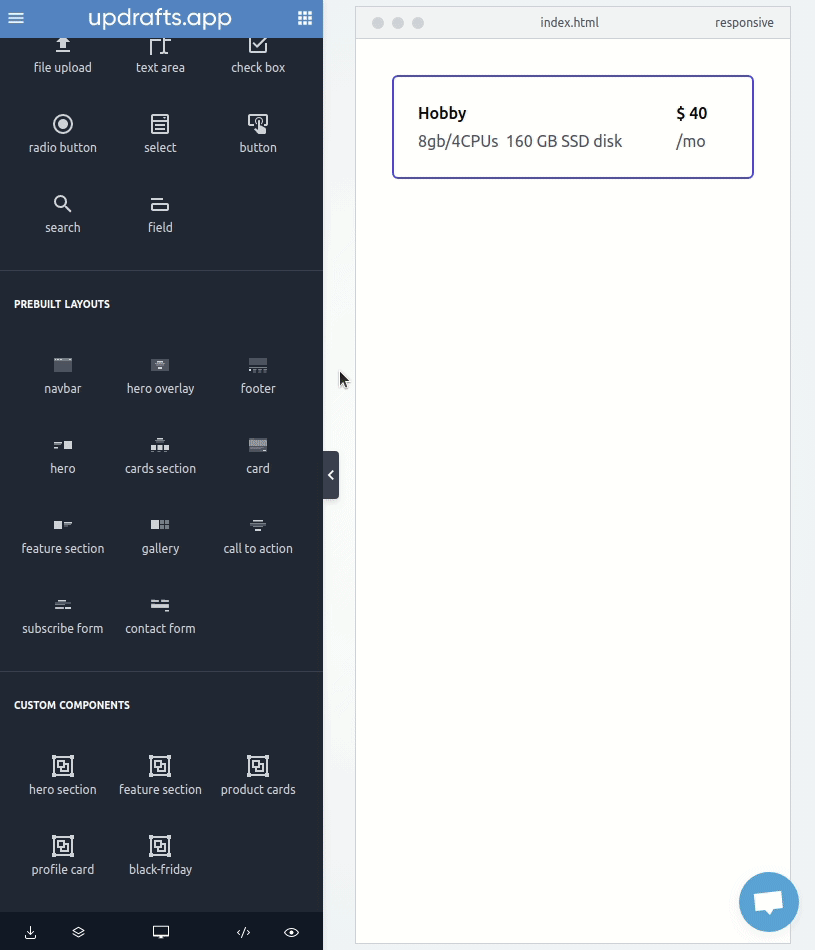 updrafts.app
file upload text area check box
radio button select button
search field
PREBUILT LAYOUTS
navbar hero overlay footer
hero cards section card
feature section gallery call to action
subscribe form contact form
CUSTOM COMPONENTS
hero section feature section product cards
profile card black-friday
index.html responsive
Hobby $ 40
8gb/4CPUs 160 GB SSD disk /mo